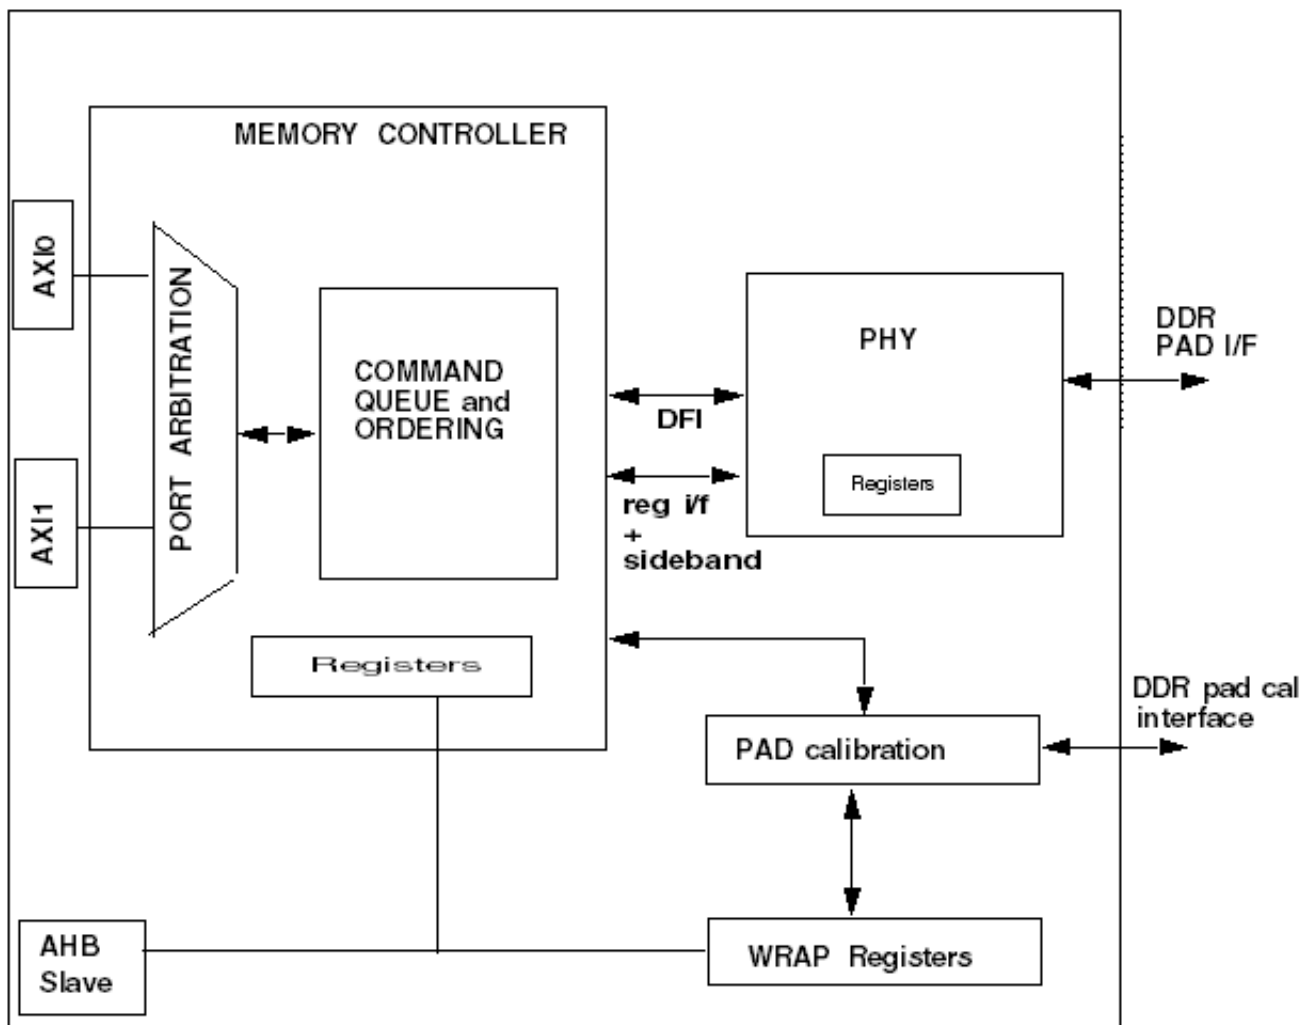 MEMORY CONTROLLER
AXI0
PORT ARBITRATION
COMMAND
QUEUE and
ORDERING
AXI1
DFI
reg i/f
+
sideband
PHY
Registers
DDR
PAD I/F
Registers
PAD calibration
DDR pad cal
interface
AHB
Slave
WRAP Registers